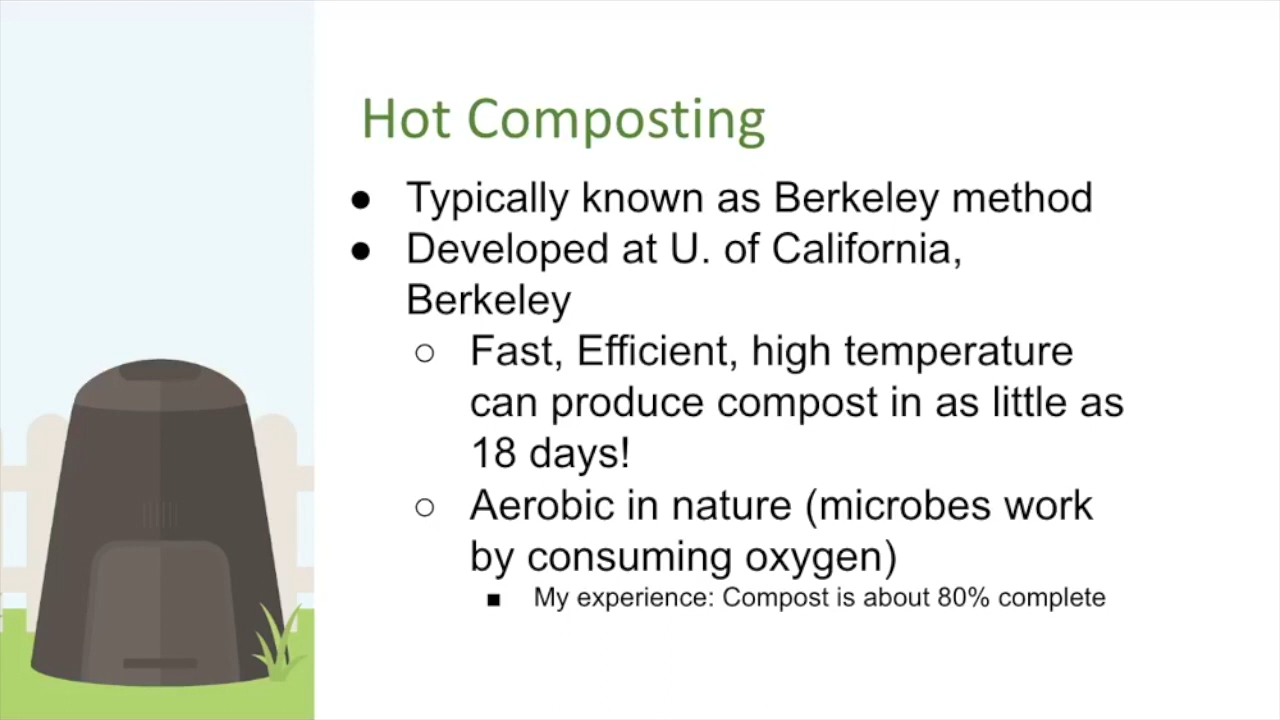 Hot Composting
● Typically known as Berkeley method
● Developed at U. of California,
Berkeley
○ Fast, Efficient, high temperature
can produce compost in as little as
18 days!
○ Aerobic in nature (microbes work
by consuming oxygen)
■ My experience: Compost is about 80% complete